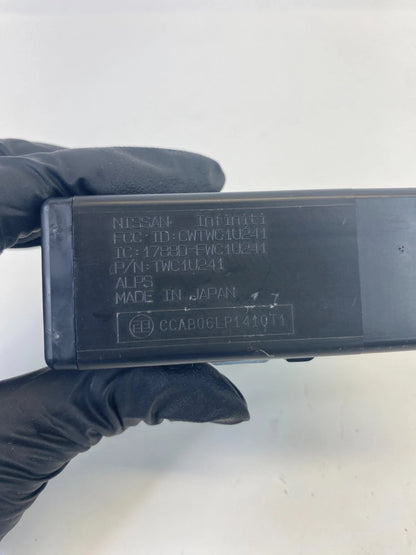 NISSAN Infiniti
FCC ID:CWTWC1U241
IC:1788D-FWC1U241
P/N:TWC1U241
ALPS
MADE IN JAPAN
CCAB06LP1410T1